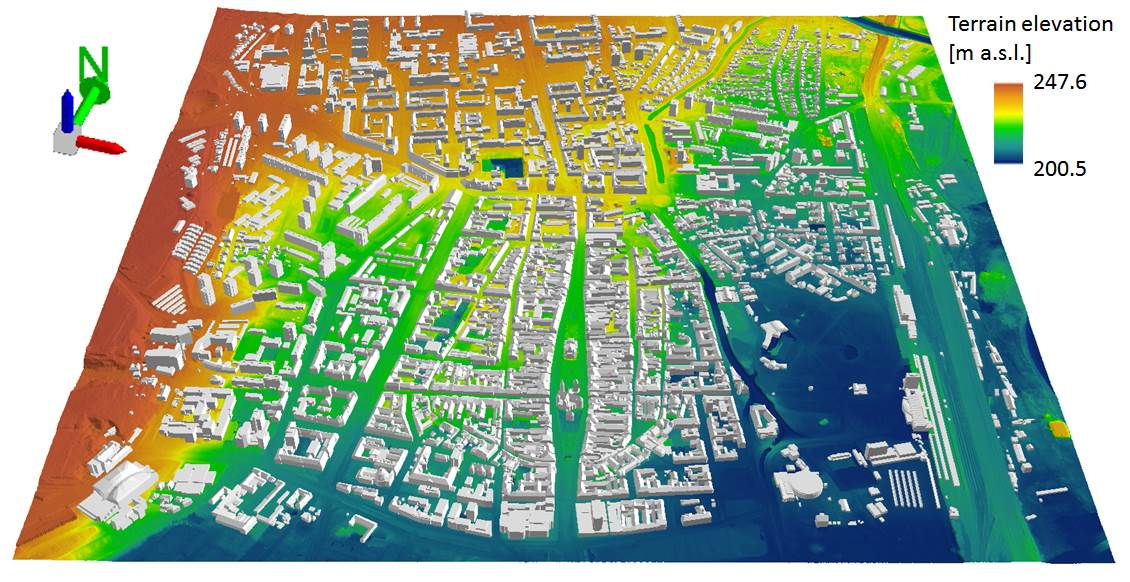 Terrain elevation
[m a.s.l.]
N
247.6
200.5